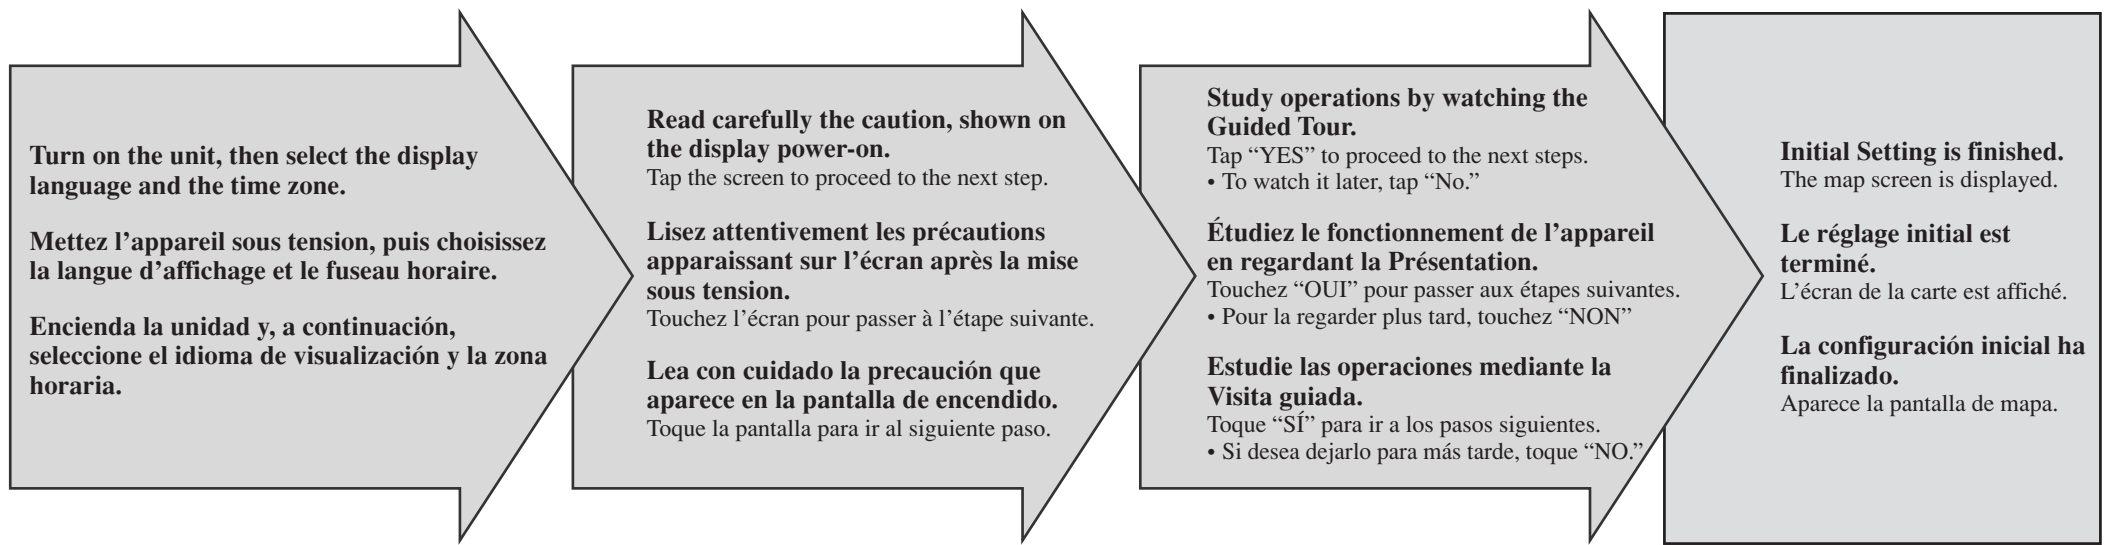 Turn on the unit, then select the display
language and the time zone.
Mettez l’appareil sous tension, puis choisissez
la langue d’affichage et le fuseau horaire.
Encienda la unidad y, a continuación,
seleccione el idioma de visualización y la zona
horaria.
Read carefully the caution, shown on
the display power-on.
Tap the screen to proceed to the next step.
Lisez attentivement les précautions
apparaissant sur l’écran après la mise
sous tension.
Touchez l’écran pour passer à l’étape suivante.
Lea con cuidado la precaución que
aparece en la pantalla de encendido.
Toque la pantalla para ir al siguiente paso.
Study operations by watching the
Guided Tour.
Tap “YES” to proceed to the next steps.
• To watch it later, tap “No.”
Étudiez le fonctionnement de l’appareil
en regardant la Présentation.
Touchez “OUI” pour passer aux étapes suivantes.
• Pour la regarder plus tard, touchez “NON”
Estudie las operaciones mediante la
Visita guiada.
Toque “SÍ” para ir a los pasos siguientes.
• Si desea dejarlo para más tarde, toque “NO.”
Initial Setting is finished.
The map screen is displayed.
Le réglage initial est
terminé.
L’écran de la carte est affiché.
La configuración inicial ha
finalizado.
Aparece la pantalla de mapa.